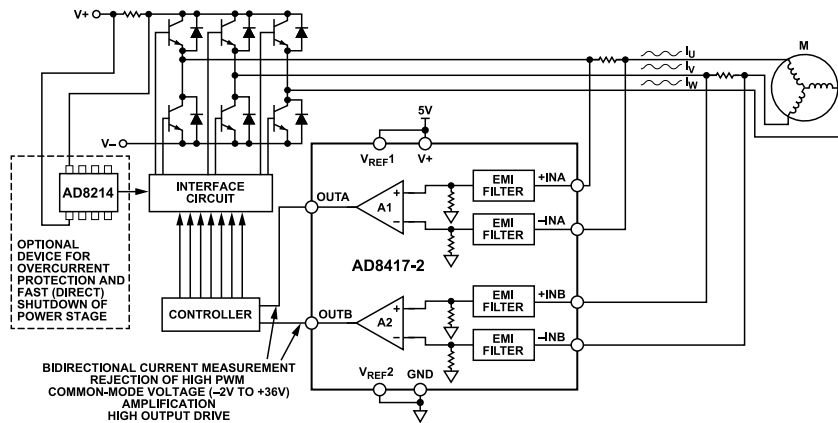 V+
I_U
I_V
I_W
M
V–
5V
V_REF1
V+
AD8214
INTERFACE
CIRCUIT
OUTA
A1
+
–
EMI
FILTER
+INA
EMI
FILTER
–INA
OPTIONAL
DEVICE FOR
OVERCURRENT
PROTECTION AND
FAST (DIRECT)
SHUTDOWN OF
POWER STAGE
AD8417-2
CONTROLLER
OUTB
A2
+
–
EMI
FILTER
+INB
EMI
FILTER
–INB
BIDIRECTIONAL CURRENT MEASUREMENT
REJECTION OF HIGH PWM
COMMON-MODE VOLTAGE (–2V TO +36V)
AMPLIFICATION
HIGH OUTPUT DRIVE
V_REF2
GND